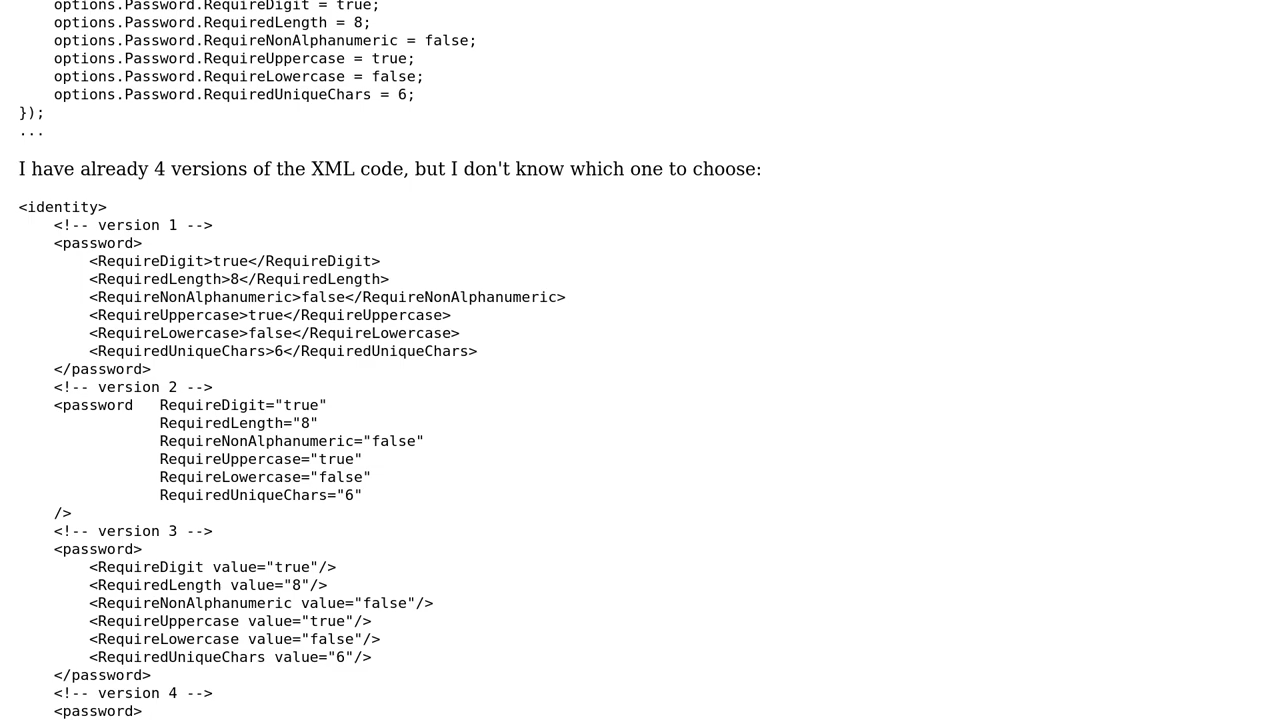 options.Password.RequireDigit = true;
    options.Password.RequiredLength = 8;
    options.Password.RequireNonAlphanumeric = false;
    options.Password.RequireUppercase = true;
    options.Password.RequireLowercase = false;
    options.Password.RequiredUniqueChars = 6;
});
...
I have already 4 versions of the XML code, but I don't know which one to choose:
<identity>
    <!-- version 1 -->
    <password>
        <RequireDigit>true</RequireDigit>
        <RequiredLength>8</RequiredLength>
        <RequireNonAlphanumeric>false</RequireNonAlphanumeric>
        <RequireUppercase>true</RequireUppercase>
        <RequireLowercase>false</RequireLowercase>
        <RequiredUniqueChars>6</RequiredUniqueChars>
    </password>
    <!-- version 2 -->
    <password   RequireDigit="true"
                RequiredLength="8"
                RequireNonAlphanumeric="false"
                RequireUppercase="true"
                RequireLowercase="false"
                RequiredUniqueChars="6"
    />
    <!-- version 3 -->
    <password>
        <RequireDigit value="true"/>
        <RequiredLength value="8"/>
        <RequireNonAlphanumeric value="false"/>
        <RequireUppercase value="true"/>
        <RequireLowercase value="false"/>
        <RequiredUniqueChars value="6"/>
    </password>
    <!-- version 4 -->
    <password>